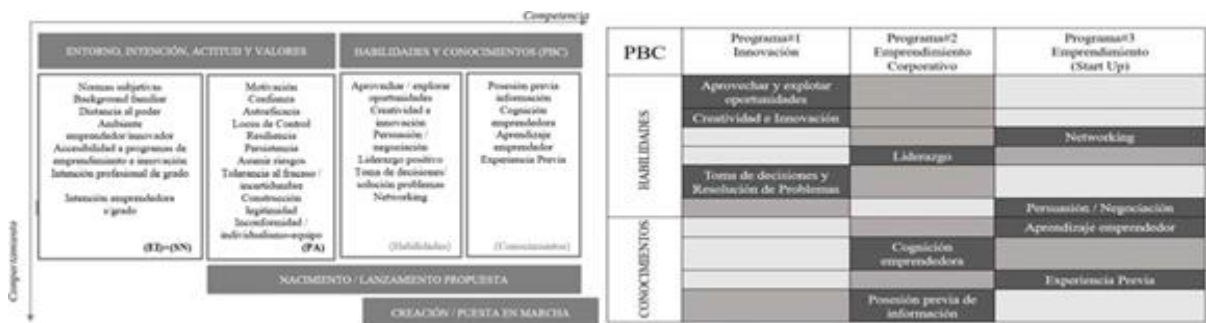 Competencia
Comportamiento
ENTORNO, INTENCIÓN, ACTITUD Y VALORES
HABILIDADES Y CONOCIMIENTOS (PBC)
Normas subjetivas
Background familiar
Distancia al poder
Ambiente
emprendedor innovador
Accesibilidad a programas de
emprendimiento e innovación
Intención profesional de grado
Intención emprendedora
(EI)=(SN)
Motivación
Confianza
Autoeficacia
Locus de Control
Resiliencia
Persistencia
Asumir riesgos
Tolerancia al fracaso /
incertidumbre
Construcción
legitimidad
Inconformidad /
individualismo-equipo
(PA)
Aprovechar / explorar
oportunidades
Creatividad e
innovación
Persuasión /
negociación
Liderazgo positivo
Toma de decisiones/
solución problemas
Networking
(Habilidades)
Posesión previa
información
Cognición
emprendedora
Aprendizaje
emprendedor
Experiencia Previa
(Conocimientos)
NACIMIENTO / LANZAMIENTO PROPUESTA
CREACIÓN / PUESTA EN MARCHA
PBC
Programa#1
Innovación
Programa#2
Emprendimiento
Corporativo
Programa#3
Emprendimiento
(Start Up)
HABILIDADES
Aprovechar y explotar
oportunidades
Creatividad e Innovación
Networking
Liderazgo
Toma de decisiones y
Resolución de Problemas
Persuasión / Negociación
CONOCIMIENTOS
Aprendizaje emprendedor
Cognición
emprendedora
Experiencia Previa
Posesión previa de
información